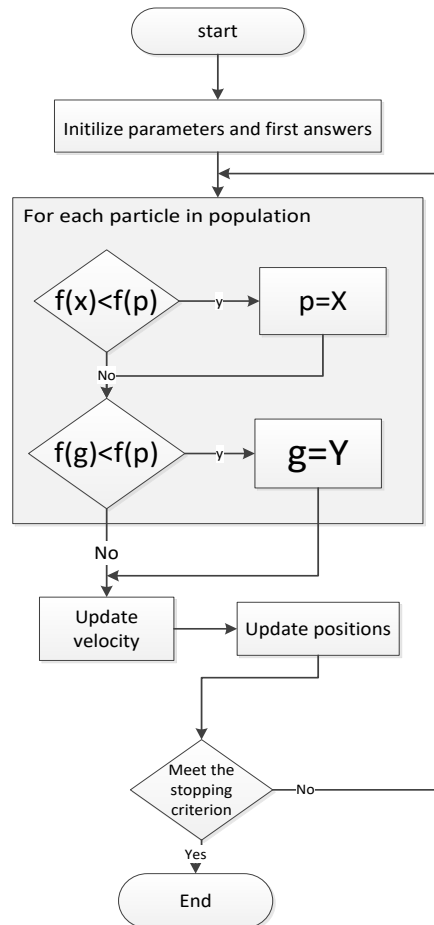 start
Initilize parameters and first answers
For each particle in population
f(x)<f(p)
y
p=X
No
f(g)<f(p)
y
g=Y
No
Update
velocity
Update positions
Meet the
stopping
criterion
No
Yes
End